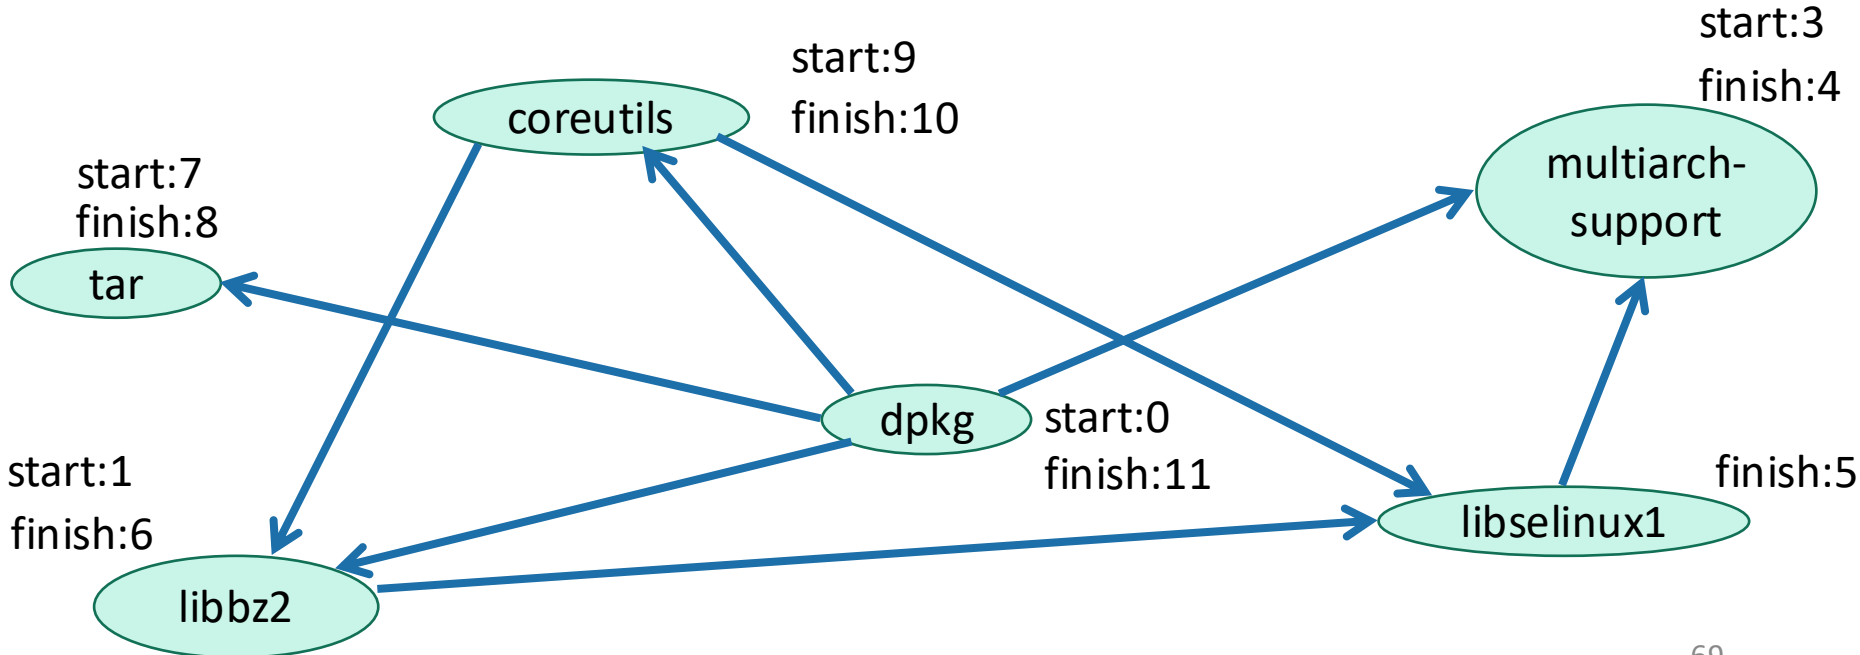 start:3
finish:4
start:9
finish:10
coreutils
multiarch-
support
start:7
finish:8
tar
dpkg
start:0
finish:11
start:1
finish:6
libbz2
finish:5
libselinux1
69